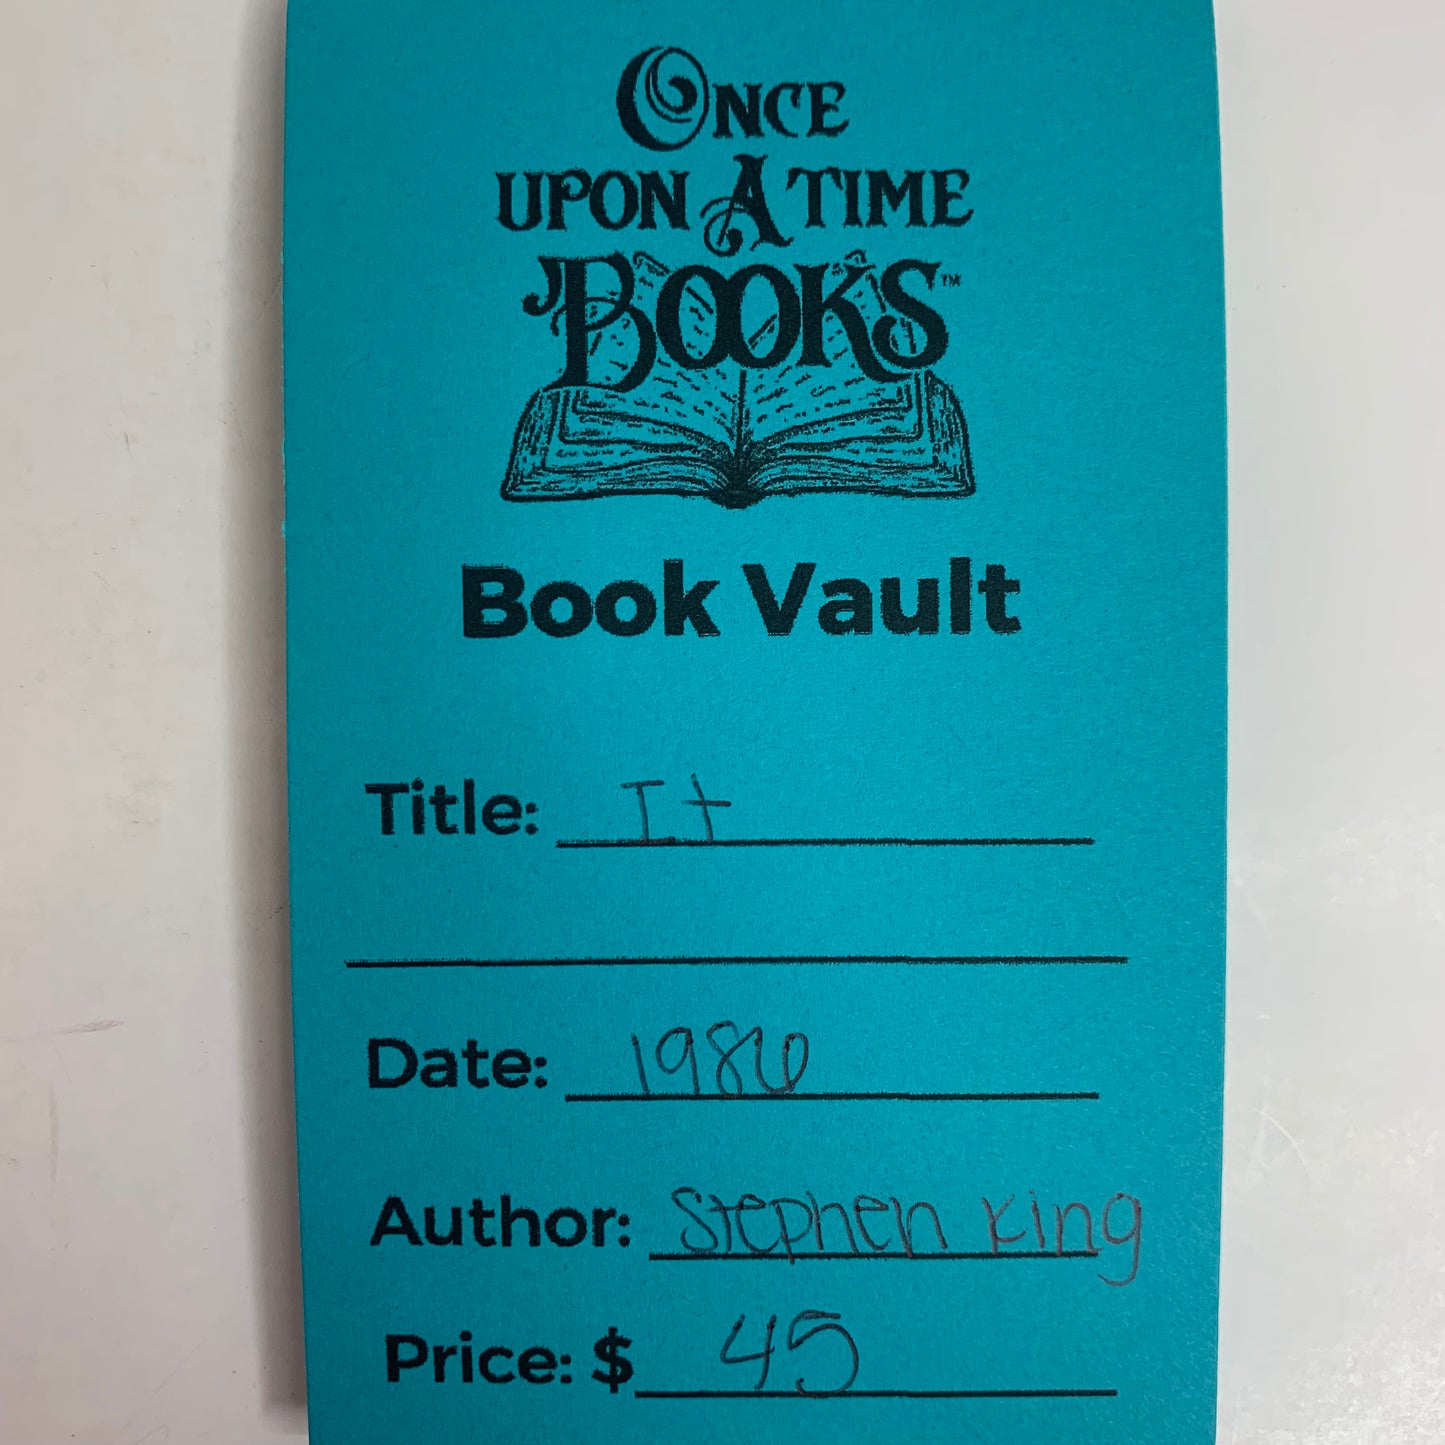 ONCE
UPON A TIME
BOOKS™
Book Vault
Title: It
Date: 1986
Author: Stephen King
Price: $ 45